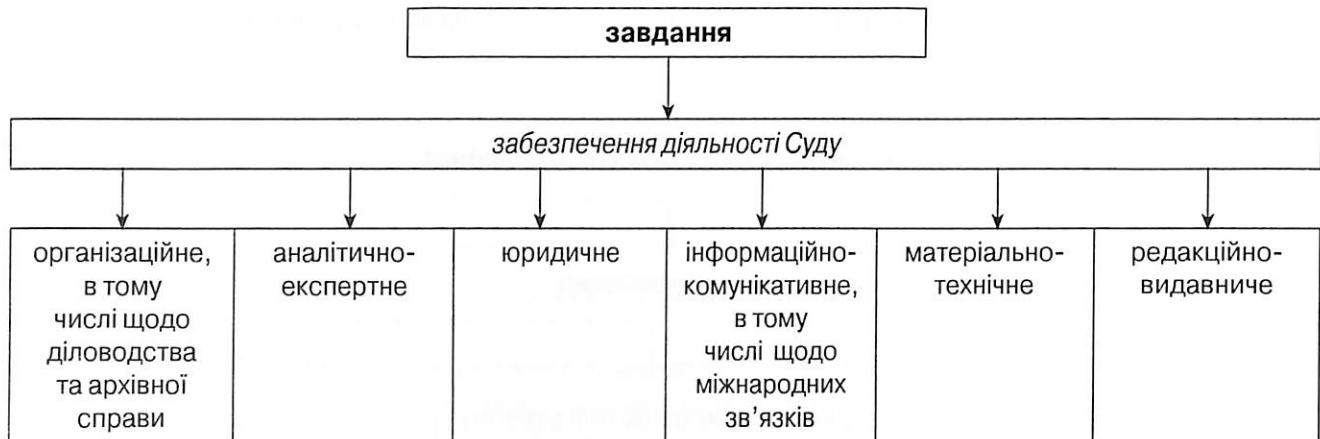 завдання
забезпечення діяльності Суду
організаційне,
в тому
числі щодо
діловодства
та архівної
справи
аналітично-
експертне
юридичне
інформаційно-
комунікативне,
в тому
числі щодо
міжнародних
зв’язків
матеріально-
технічне
редакційно-
видавниче